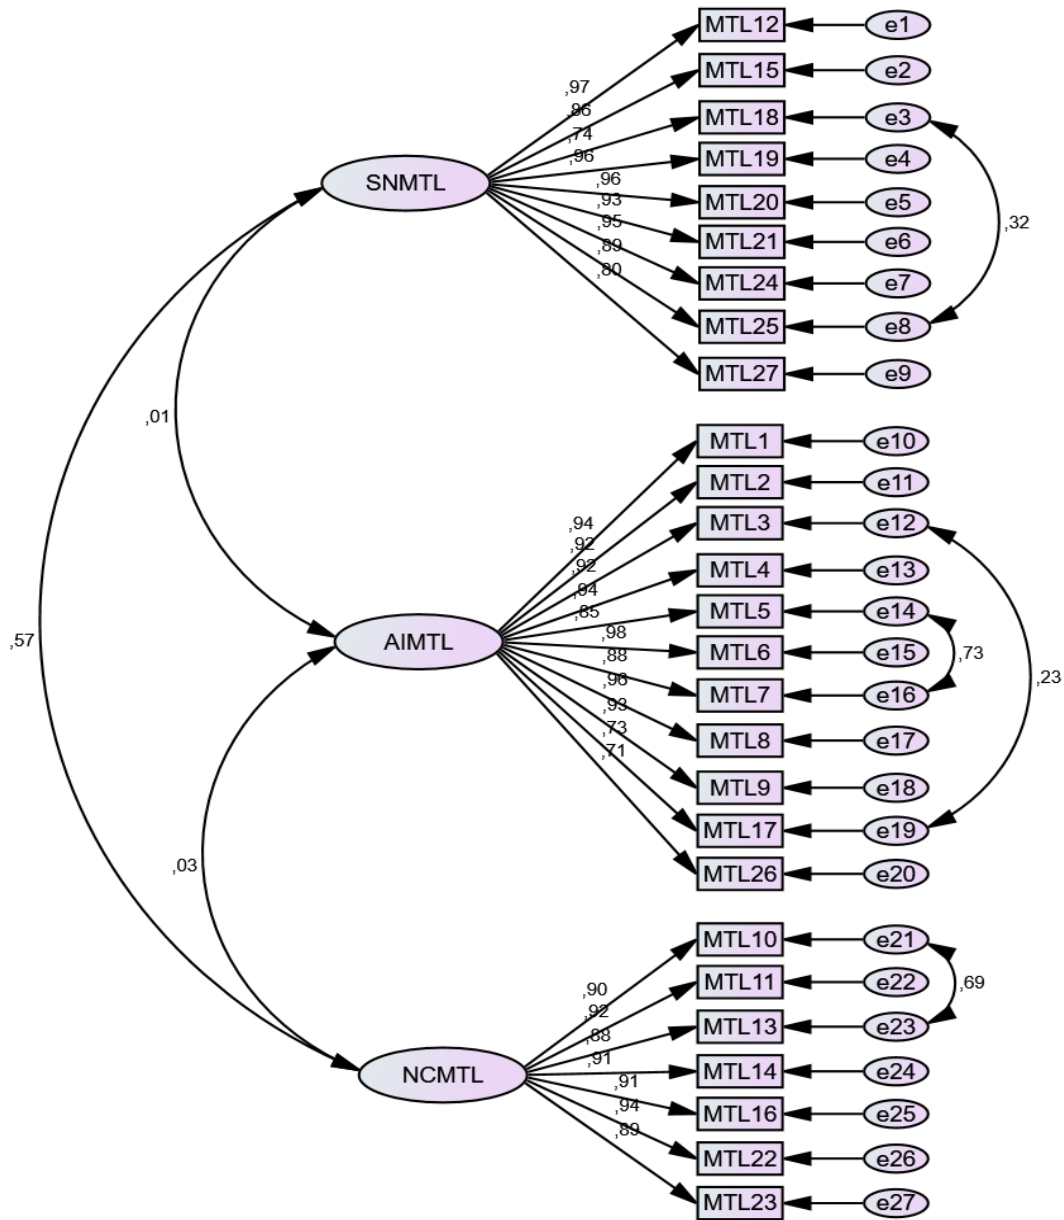 MTL12 e1
,97
MTL15 e2
,86
MTL18 e3
,74
MTL19 e4
,96
SNMTL
MTL20 e5
,96
MTL21 e6
,93
MTL24 e7
,95
MTL25 e8
,89
MTL27 e9
,80
,32
,01
,57
MTL1 e10
,94
MTL2 e11
,92
MTL3 e12
,92
MTL4 e13
,94
MTL5 e14
,85
AIMTL
MTL6 e15
,98
MTL7 e16
,88
MTL8 e17
,96
MTL9 e18
,93
MTL17 e19
,73
MTL26 e20
,71
,73
,23
,03
MTL10 e21
,90
MTL11 e22
,92
MTL13 e23
,88
NCMTL
MTL14 e24
,91
MTL16 e25
,91
MTL22 e26
,94
MTL23 e27
,89
,69